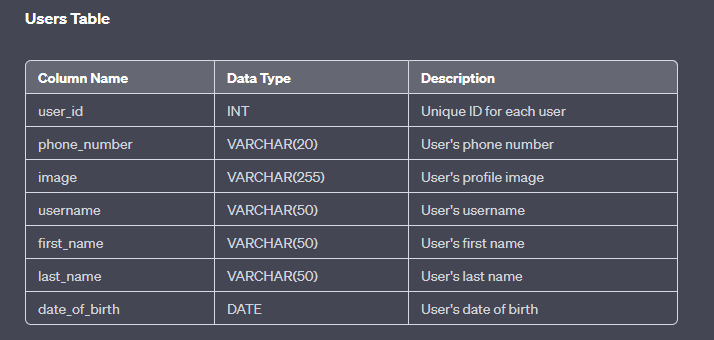 Users Table
Column Name Data Type Description
user_id INT Unique ID for each user
phone_number VARCHAR(20) User's phone number
image VARCHAR(255) User's profile image
username VARCHAR(50) User's username
first_name VARCHAR(50) User's first name
last_name VARCHAR(50) User's last name
date_of_birth DATE User's date of birth